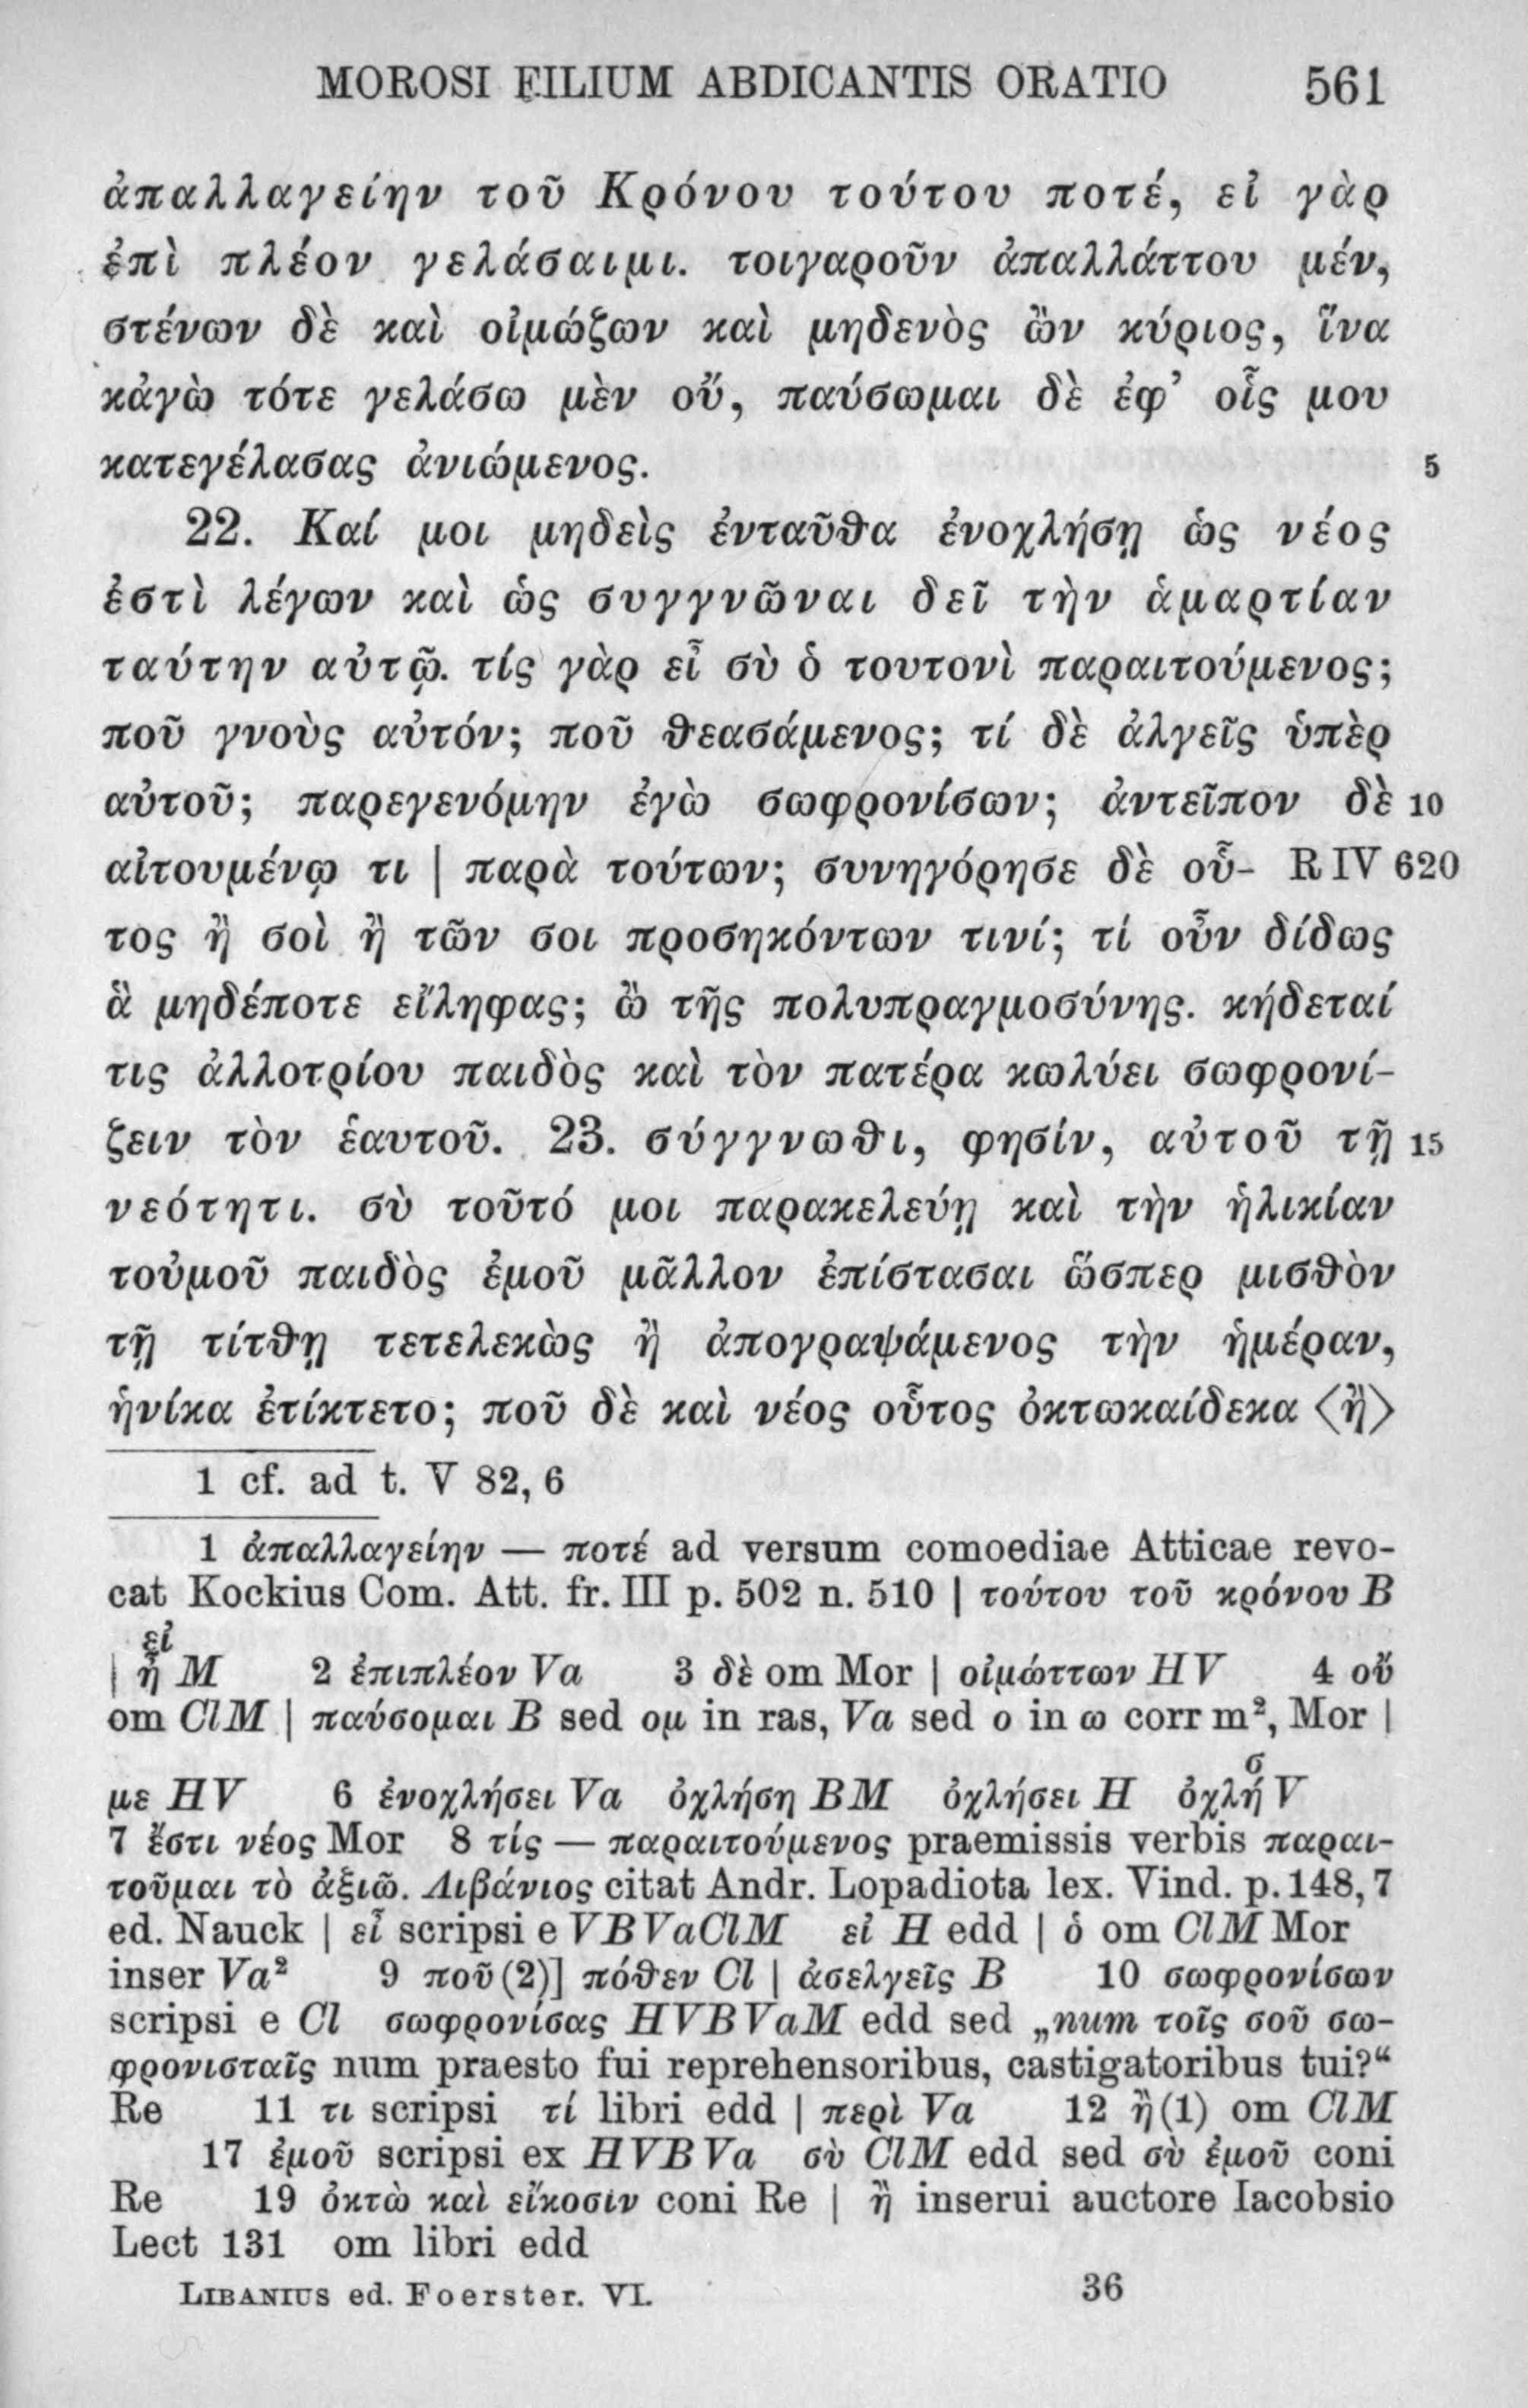 MOROSI FILIUM ABDICANTIS ORATIO 561
ἀπαλλαγείην τοῦ Κρόνου τούτου ποτέ, εἰ γὰρ
ἐπὶ πλέον γελάσαιμι. τοιγαροῦν ἀπαλλάττου μέν,
στένων δὲ καὶ οἰμώζων καὶ μηδενὸς ὢν κύριος, ἵνα
κἀγὼ τότε γελάσω μὲν οὔ, παύσωμαι δὲ ἐφ’ οἷς μου
κατεγέλασας ἀνιώμενος. 5
22. Καί μοι μηδεὶς ἐνταῦθα ἐνοχλήσῃ ὡς νέος
ἐστὶ λέγων καὶ ὡς συγγνῶναι δεῖ τὴν ἁμαρτίαν
ταύτην αὐτῷ. τίς γὰρ εἶ σὺ ὁ τουτονὶ παραιτούμενος;
ποῦ γνοὺς αὐτόν; ποῦ θεασάμενος; τί δὲ ἀλγεῖς ὑπὲρ
αὐτοῦ; παρεγενόμην ἐγὼ σωφρονίσων; ἀντεῖπον δὲ 10
αἰτουμένῳ τι | παρὰ τούτων; συνηγόρησε δὲ οὗ- R IV 620
τος ἢ σοὶ ἢ τῶν σοι προσηκόντων τινί; τί οὖν δίδως
ἃ μηδέποτε εἴληφας; ὢ τῆς πολυπραγμοσύνης. κήδεταί
τις ἀλλοτρίου παιδὸς καὶ τὸν πατέρα κωλύει σωφρονί-
ζειν τὸν ἑαυτοῦ. 23. σύγγνωθι, φησίν, αὐτοῦ τῇ 15
νεότητι. σὺ τοῦτό μοι παρακελεύῃ καὶ τὴν ἡλικίαν
τοὐμοῦ παιδὸς ἐμοῦ μᾶλλον ἐπίστασαι ὥσπερ μισθὸν
τῇ τίτθῃ τετελεκὼς ἢ ἀπογραψάμενος τὴν ἡμέραν,
ἡνίκα ἐτίκτετο; ποῦ δὲ καὶ νέος οὗτος ὀκτωκαίδεκα ⟨ἢ⟩
1 cf. ad t. V 82, 6
1 ἀπαλλαγείην — ποτέ ad versum comoediae Atticae revo-
cat Kockius Com. Att. fr. III p. 502 n. 510 | τούτου τοῦ κρόνου B
εἰ
| ἦ M 2 ἐπιπλέον Va 3 δὲ om Mor | οἰμώττων HV 4 οὔ
om ClM | παύσομαι B sed ομ in ras, Va sed ο in ω corr m², Mor |
σ
με HV 6 ἐνοχλήσει Va ὀχλήση BM ὀχλήσει H ὀχλή V
7 ἔστι νέος Mor 8 τίς — παραιτούμενος praemissis verbis παραι-
τοῦμαι τὸ ἀξιῶ. Λιβάνιος citat Andr. Lopadiota lex. Vind. p. 148, 7
ed. Nauck | εἶ scripsi e VBVaClM εἰ H edd | ὁ om ClM Mor
inser Va² 9 ποῦ (2)] πόθεν Cl | ἀσελγεῖς B 10 σωφρονίσων
scripsi e Cl σωφρονίσας HVBVaM edd sed „num τοῖς σοῦ σω-
φρονισταῖς num praesto fui reprehensoribus, castigatoribus tui?“
Re 11 τι scripsi τί libri edd | περὶ Va 12 ἢ (1) om ClM
17 ἐμοῦ scripsi ex HVBVa σὺ ClM edd sed σὺ ἐμοῦ coni
Re 19 ὀκτὼ καὶ εἴκοσιν coni Re | ἢ inserui auctore Iacobsio
Lect 131 om libri edd
LIBANIUS ed. Foerster. VI. 36